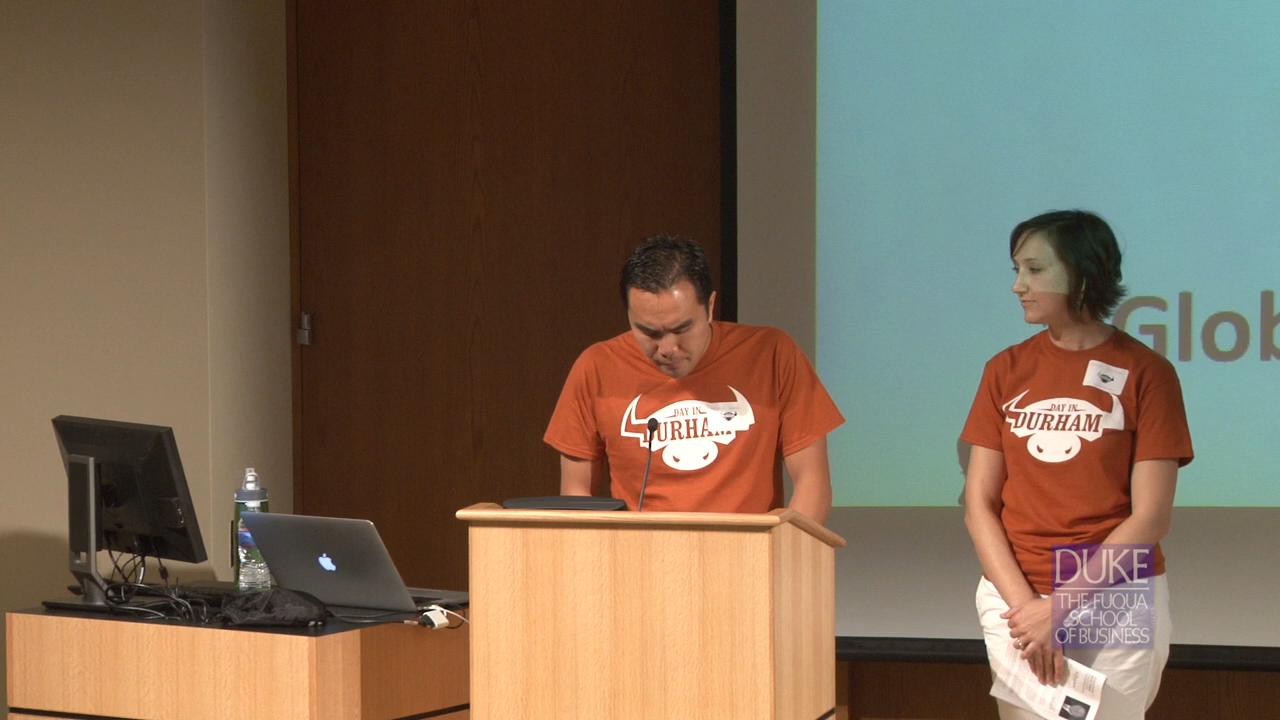 Glob
DAY IN
DURHAM
DAY IN
DURHAM
DUKE
THE FUQUA
SCHOOL
OF BUSINESS